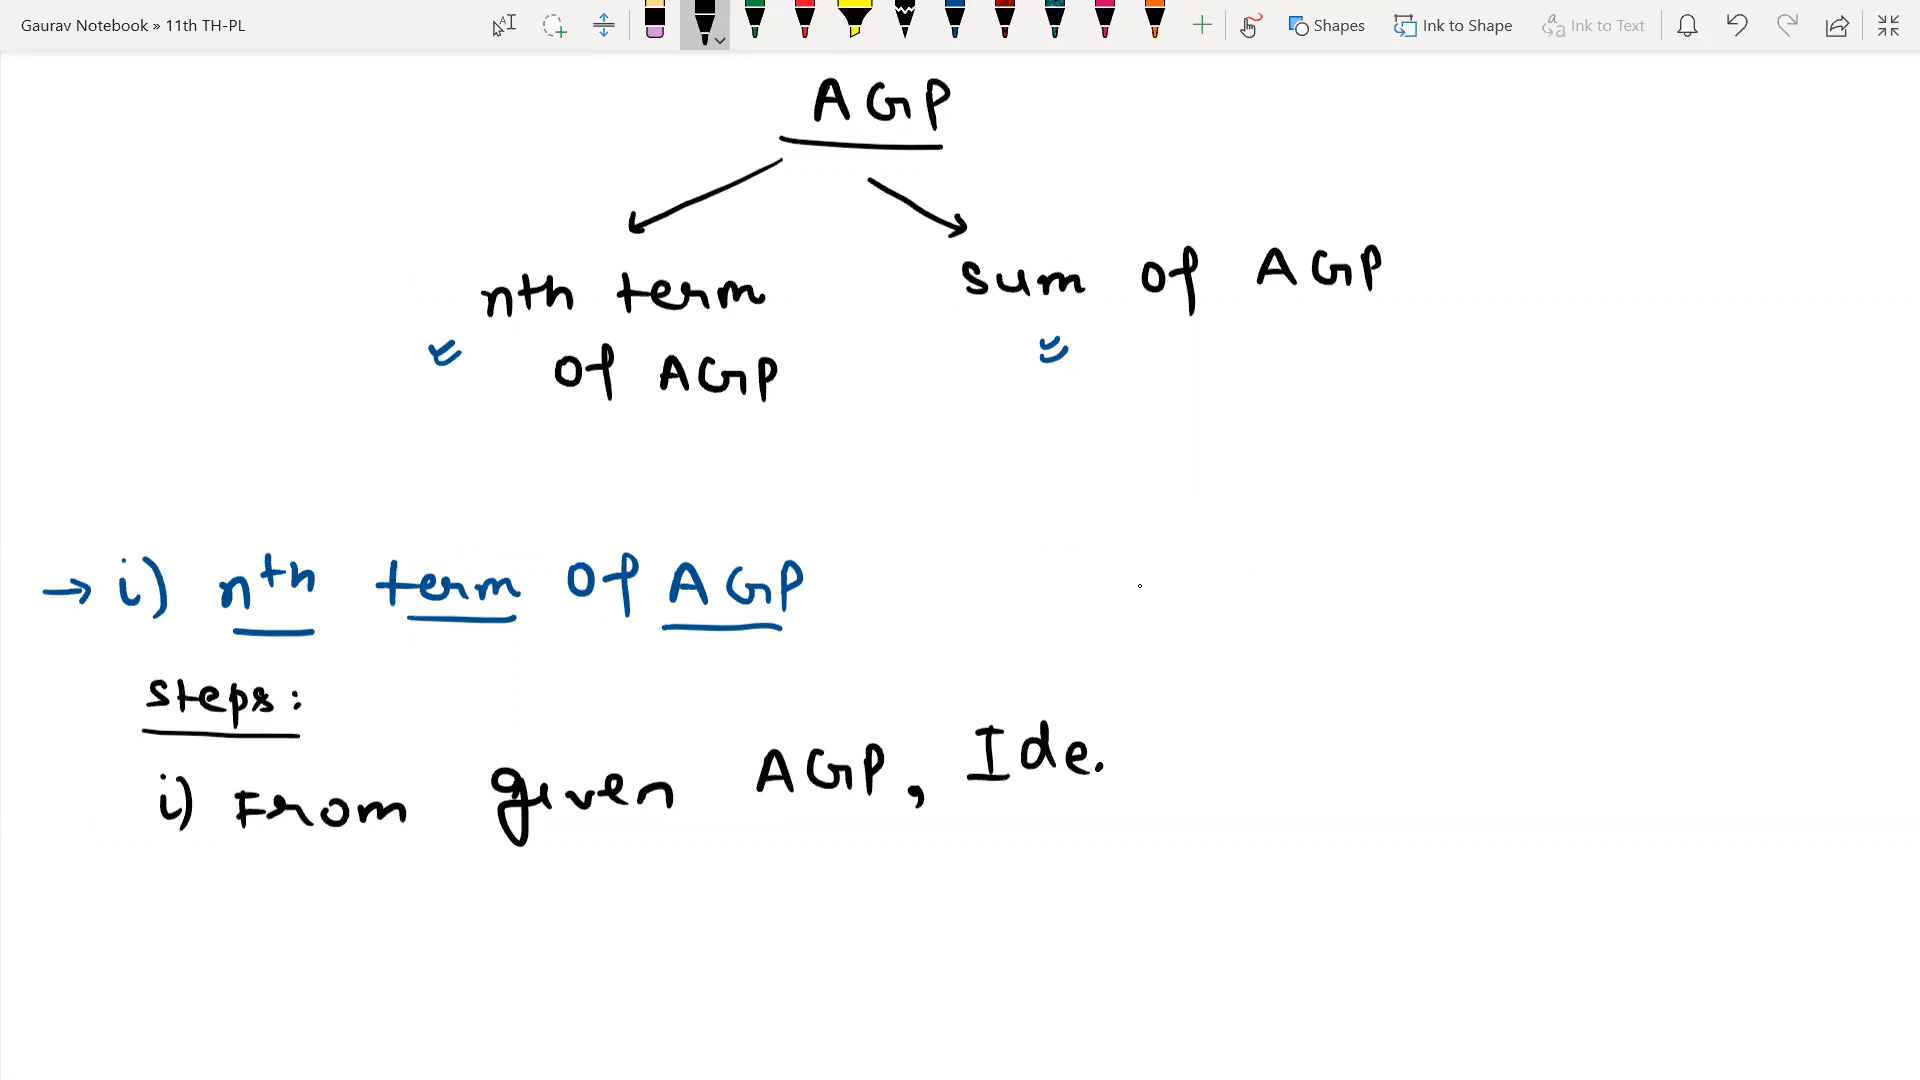 Gaurav Notebook » 11th TH-PL
Shapes
Ink to Shape
Ink to Text
AGP
nth term
of AGP
sum of AGP
→ i) nth term of AGP
steps:
i) From given AGP, Ide.